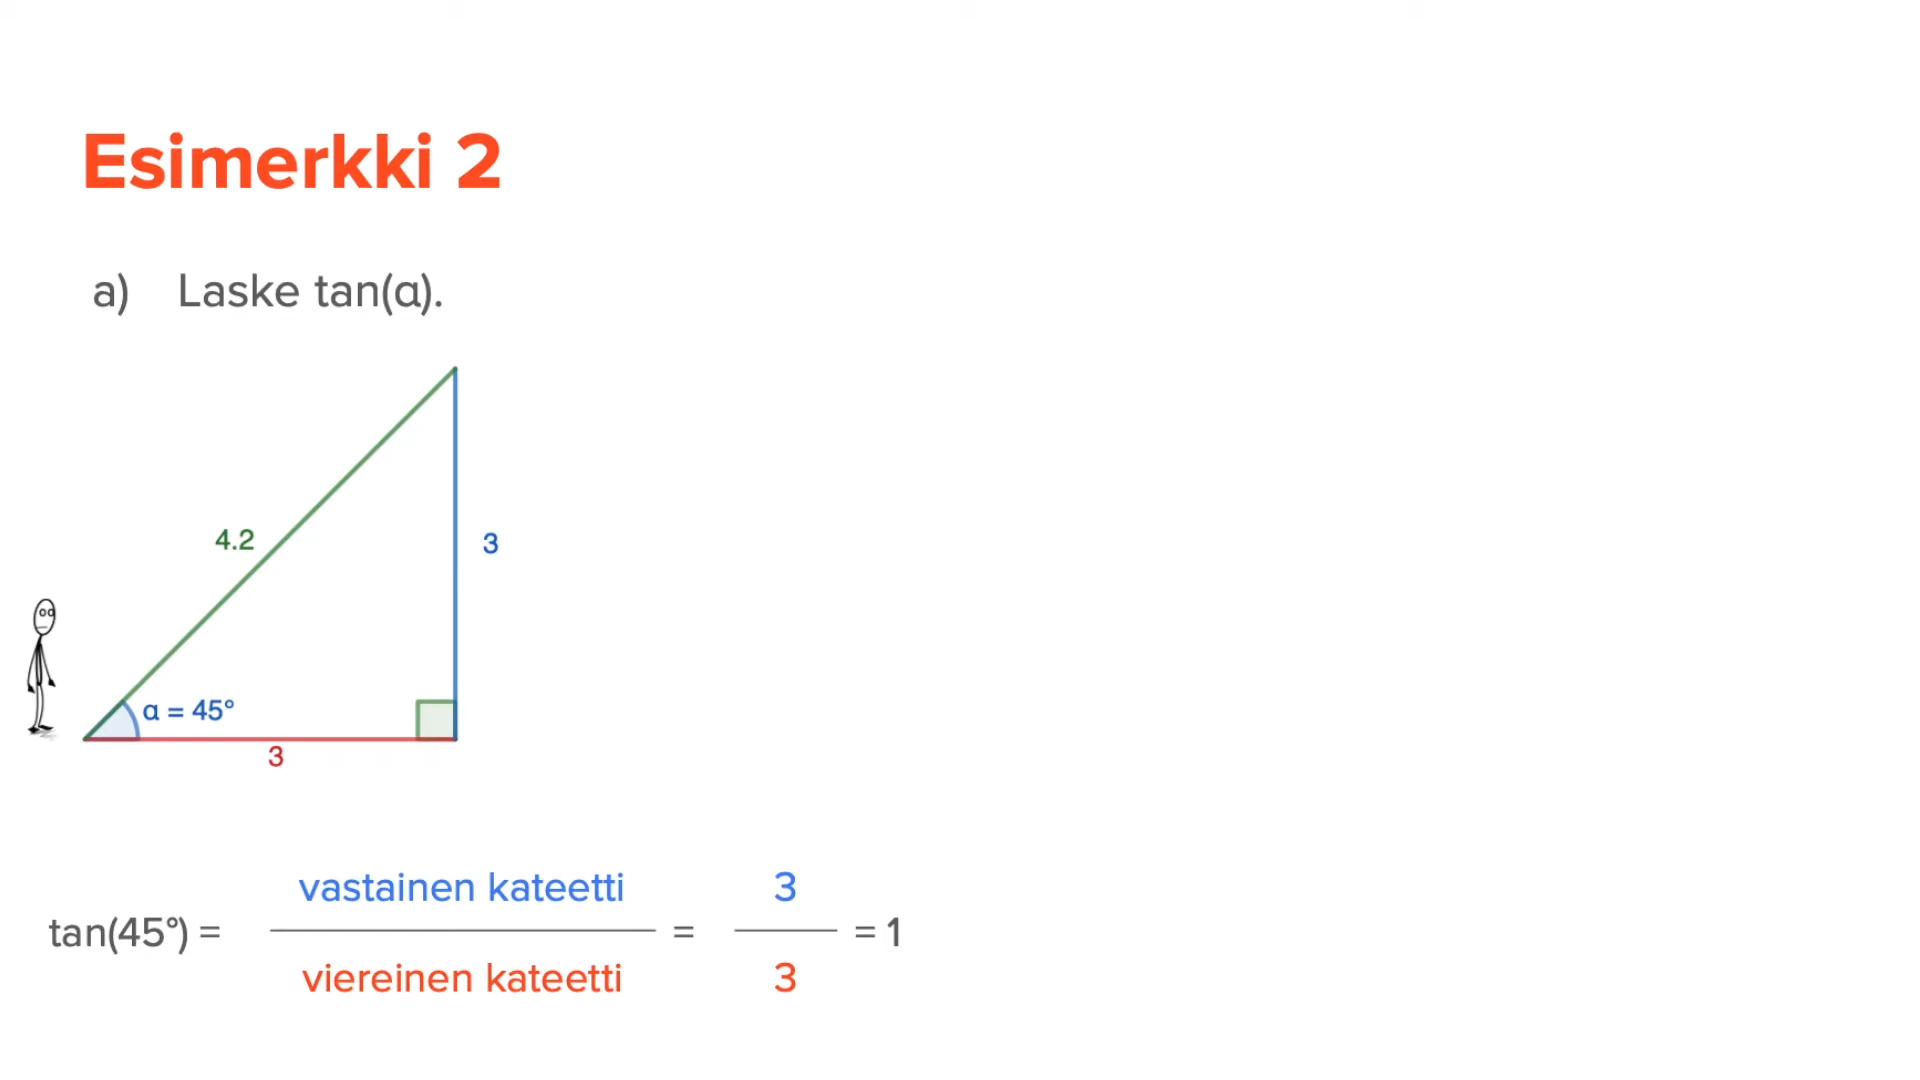 Esimerkki 2
a) Laske tan(α).
4.2
3
α = 45°
3
vastainen kateetti 3
tan(45°) = = = 1
viereinen kateetti 3